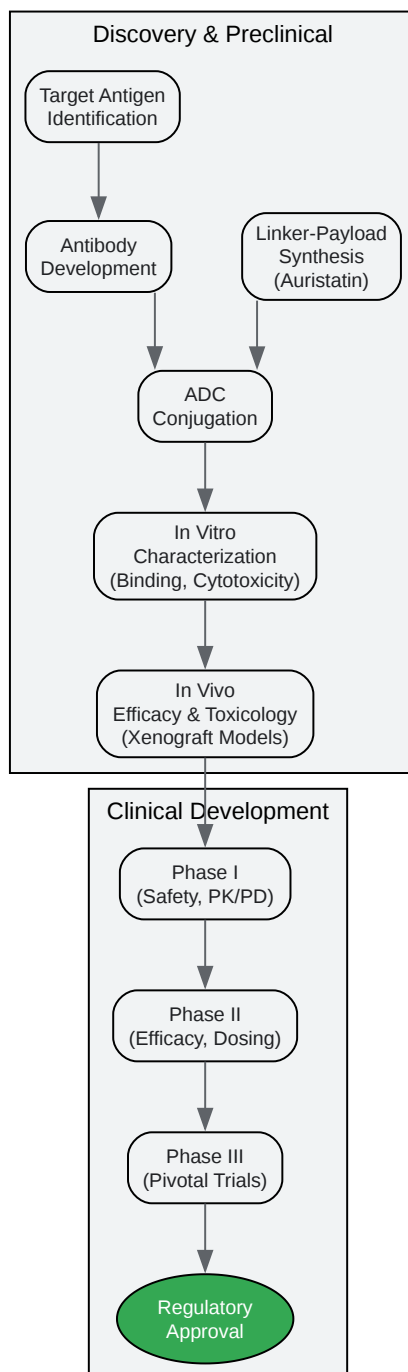 Discovery & Preclinical
Target Antigen
Identification
Antibody
Development
Linker-Payload
Synthesis
(Auristatin)
ADC
Conjugation
In Vitro
Characterization
(Binding, Cytotoxicity)
In Vivo
Efficacy & Toxicology
(Xenograft Models)
Clinical Development
Phase I
(Safety, PK/PD)
Phase II
(Efficacy, Dosing)
Phase III
(Pivotal Trials)
Regulatory
Approval